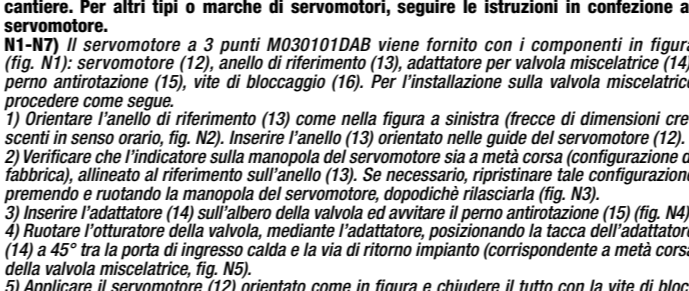 cantiere. Per altri tipi o marche di servomotori, seguire le istruzioni in confezione a
servomotore.
N1-N7) Il servomotore a 3 punti M030101DAB viene fornito con i componenti in figura
(fig. N1): servomotore (12), anello di riferimento (13), adattatore per valvola miscelatrice (14)
perno antirotazione (15), vite di bloccaggio (16). Per l'installazione sulla valvola miscelatrice
procedere come segue.
1) Orientare l'anello di riferimento (13) come nella figura a sinistra (frecce di dimensioni cre-
scenti in senso orario, fig. N2). Inserire l'anello (13) orientato nelle guide del servomotore (12).
2) Verificare che l'indicatore sulla manopola del servomotore sia a metà corsa (configurazione d
fabbrica), allineato al riferimento sull'anello (13). Se necessario, ripristinare tale configurazione
premendo e ruotando la manopola del servomotore, dopodichè rilasciarla (fig. N3).
3) Inserire l'adattatore (14) sull'albero della valvola ed avvitare il perno antirotazione (15) (fig. N4)
4) Ruotare l'otturatore della valvola, mediante l'adattatore, posizionando la tacca dell'adattatore
(14) a 45° tra la porta di ingresso calda e la via di ritorno impianto (corrispondente a metà corsa
della valvola miscelatrice, fig. N5).
5) Applicare il servomotore (12) orientato come in figura e chiudere il tutto con la vite di bloc